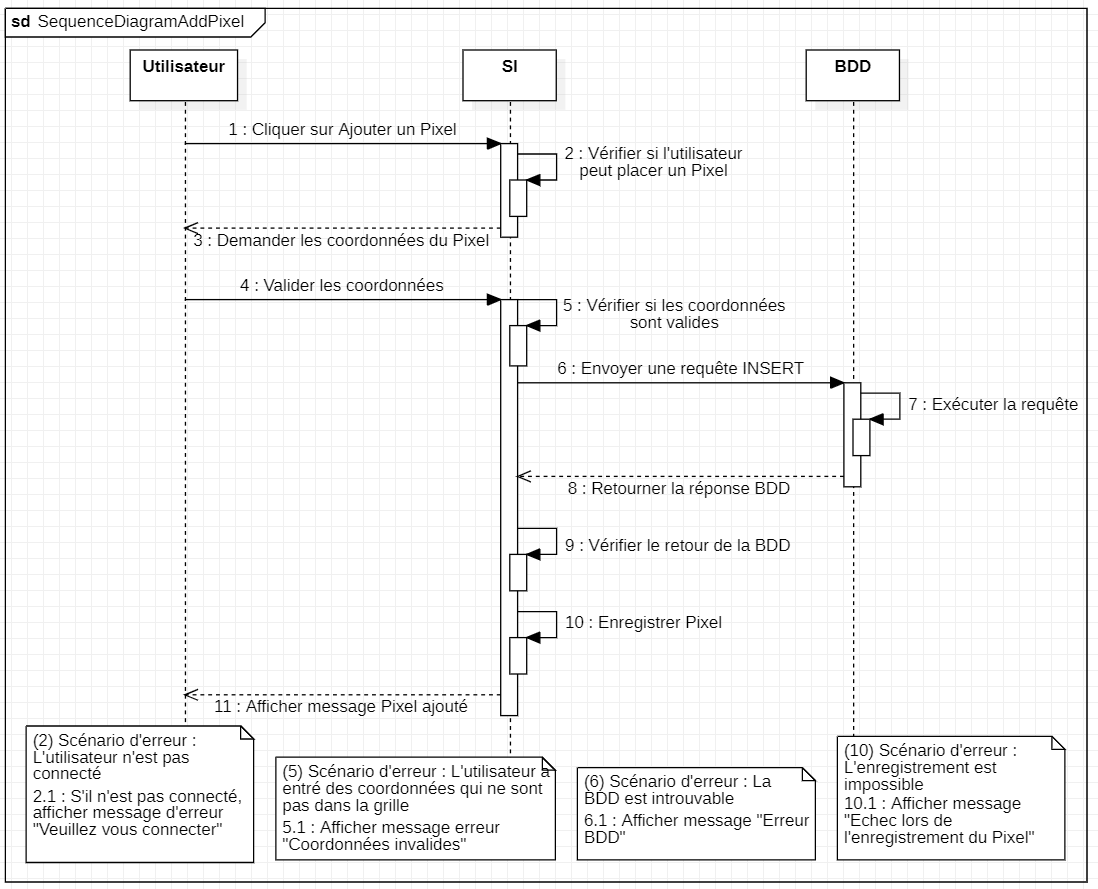 sd SequenceDiagramAddPixel
Utilisateur
SI
BDD
1 : Cliquer sur Ajouter un Pixel
2 : Vérifier si l'utilisateur
peut placer un Pixel
3 : Demander les coordonnées du Pixel
4 : Valider les coordonnées
5 : Vérifier si les coordonnées
sont valides
6 : Envoyer une requête INSERT
7 : Exécuter la requête
8 : Retourner la réponse BDD
9 : Vérifier le retour de la BDD
10 : Enregistrer Pixel
11 : Afficher message Pixel ajouté
(2) Scénario d'erreur :
L'utilisateur n'est pas
connecté
2.1 : S'il n'est pas connecté,
afficher message d'erreur
"Veuillez vous connecter"
(5) Scénario d'erreur : L'utilisateur a
entré des coordonnées qui ne sont
pas dans la grille
5.1 : Afficher message erreur
"Coordonnées invalides"
(6) Scénario d'erreur : La
BDD est introuvable
6.1 : Afficher message "Erreur
BDD"
(10) Scénario d'erreur :
L'enregistrement est
impossible
10.1 : Afficher message
"Echec lors de
l'enregistrement du Pixel"